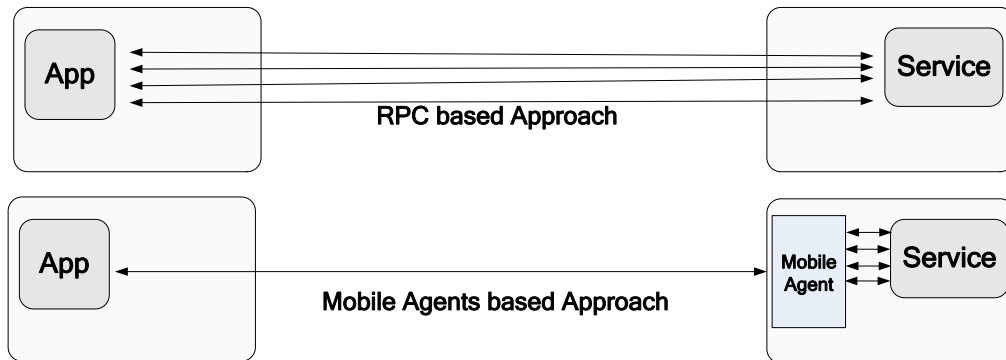 App
Service
RPC based Approach
App
Mobile
Agent
Service
Mobile Agents based Approach